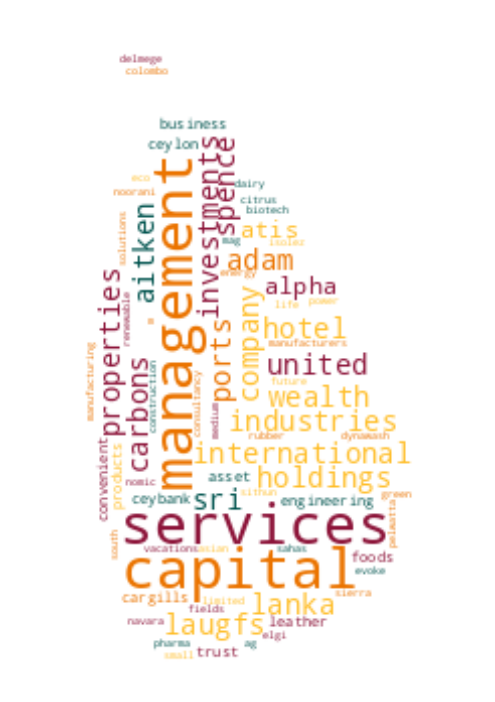 delmege
colombo
business
ceylon
management
investments
spence
eco
noorani
dairy
citrus
biotech
aitken
solutions
mag
atis
isolez
adam
energy
alpha
properties
renewable
m
life
power
company
ports
hotel
manufacturers
manufacturing
carbons
construction
consultancy
medium
united
future
wealth
industries
rubber
dynawash
international
convenient
products
nomic
asset
holdings
ceybank
sri
sithun
engineering
green
pelwatta
services
south
vacations
asian
sahas
foods
capital
evoke
cargills
limited
sierra
fields
lanka
navara
laugfs
leather
elgi
pharma
ag
small
trust